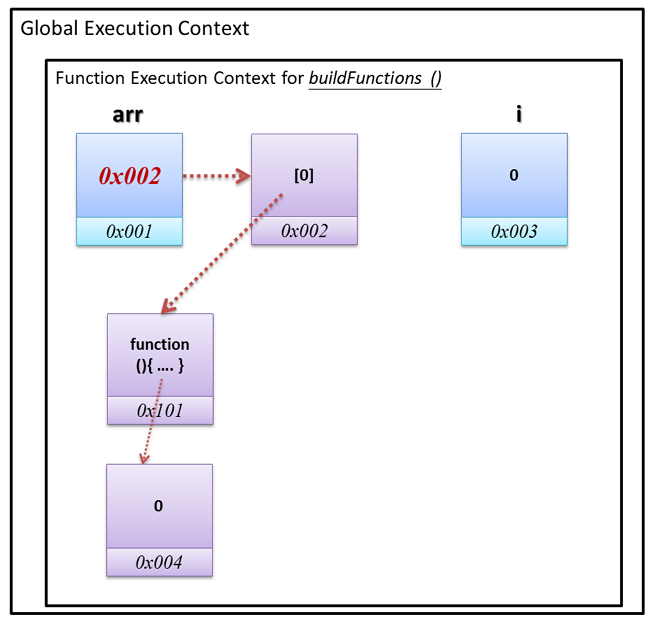 Global Execution Context
Function Execution Context for buildFunctions ()
arr
i
0x002
[0]
0
0x001
0x002
0x003
function
(){ .... }
0x101
0
0x004